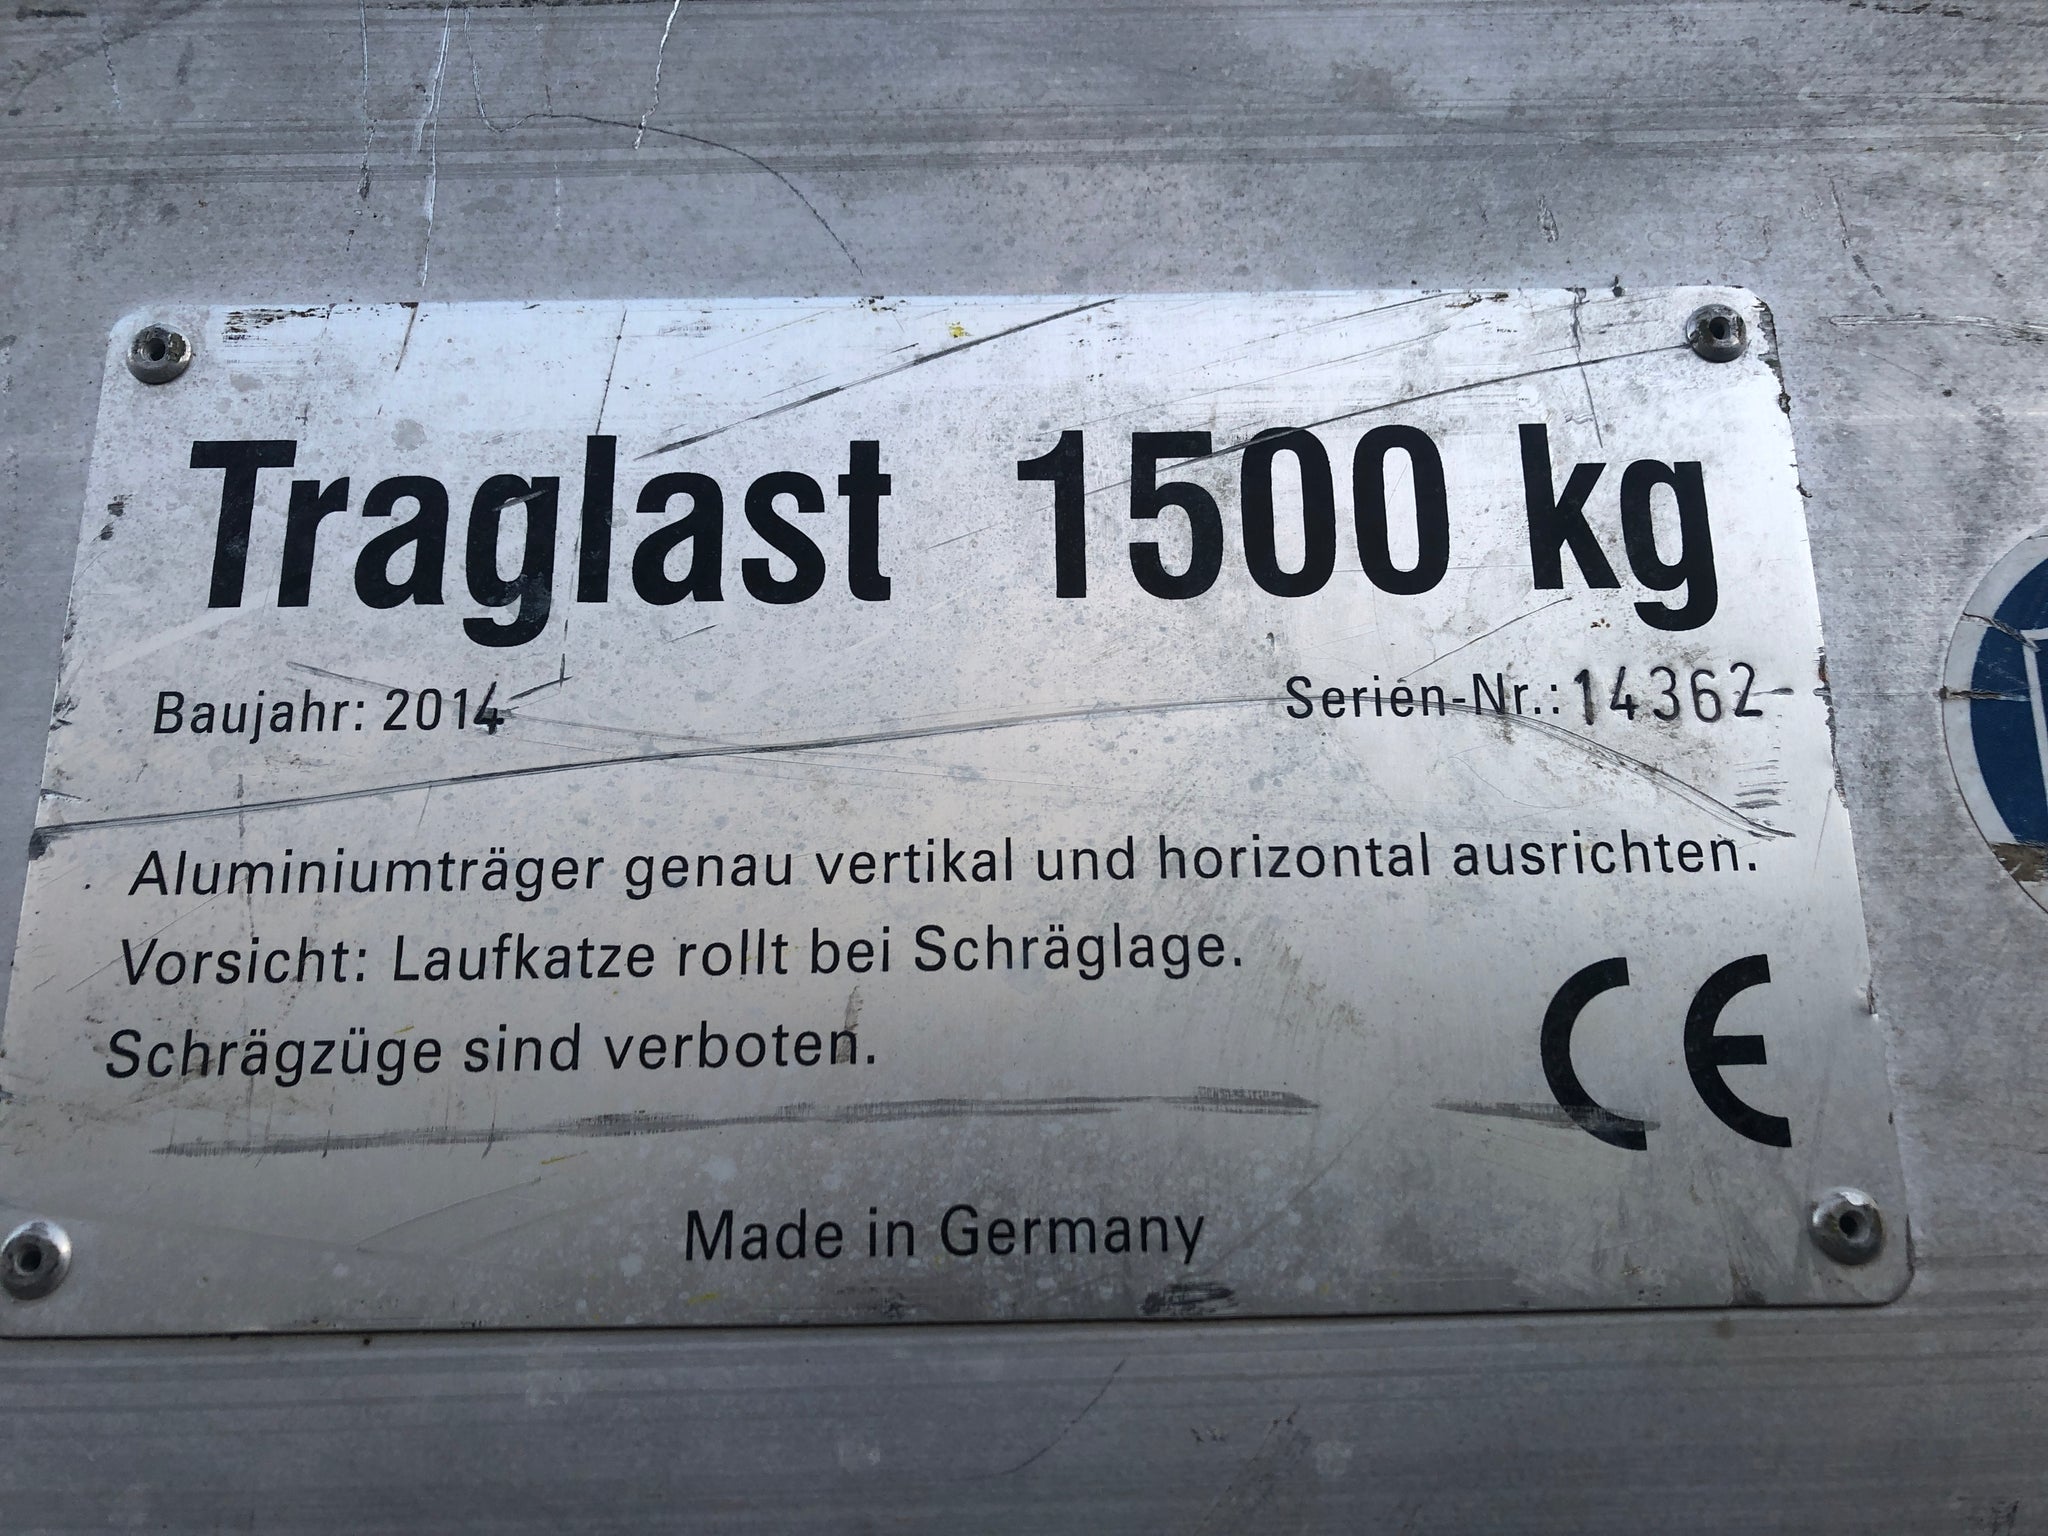 Traglast 1500 kg
Baujahr: 2014 Serien-Nr.: 14362
Aluminiumträger genau vertikal und horizontal ausrichten.
Vorsicht: Laufkatze rollt bei Schräglage.
Schrägzüge sind verboten.
CE
Made in Germany